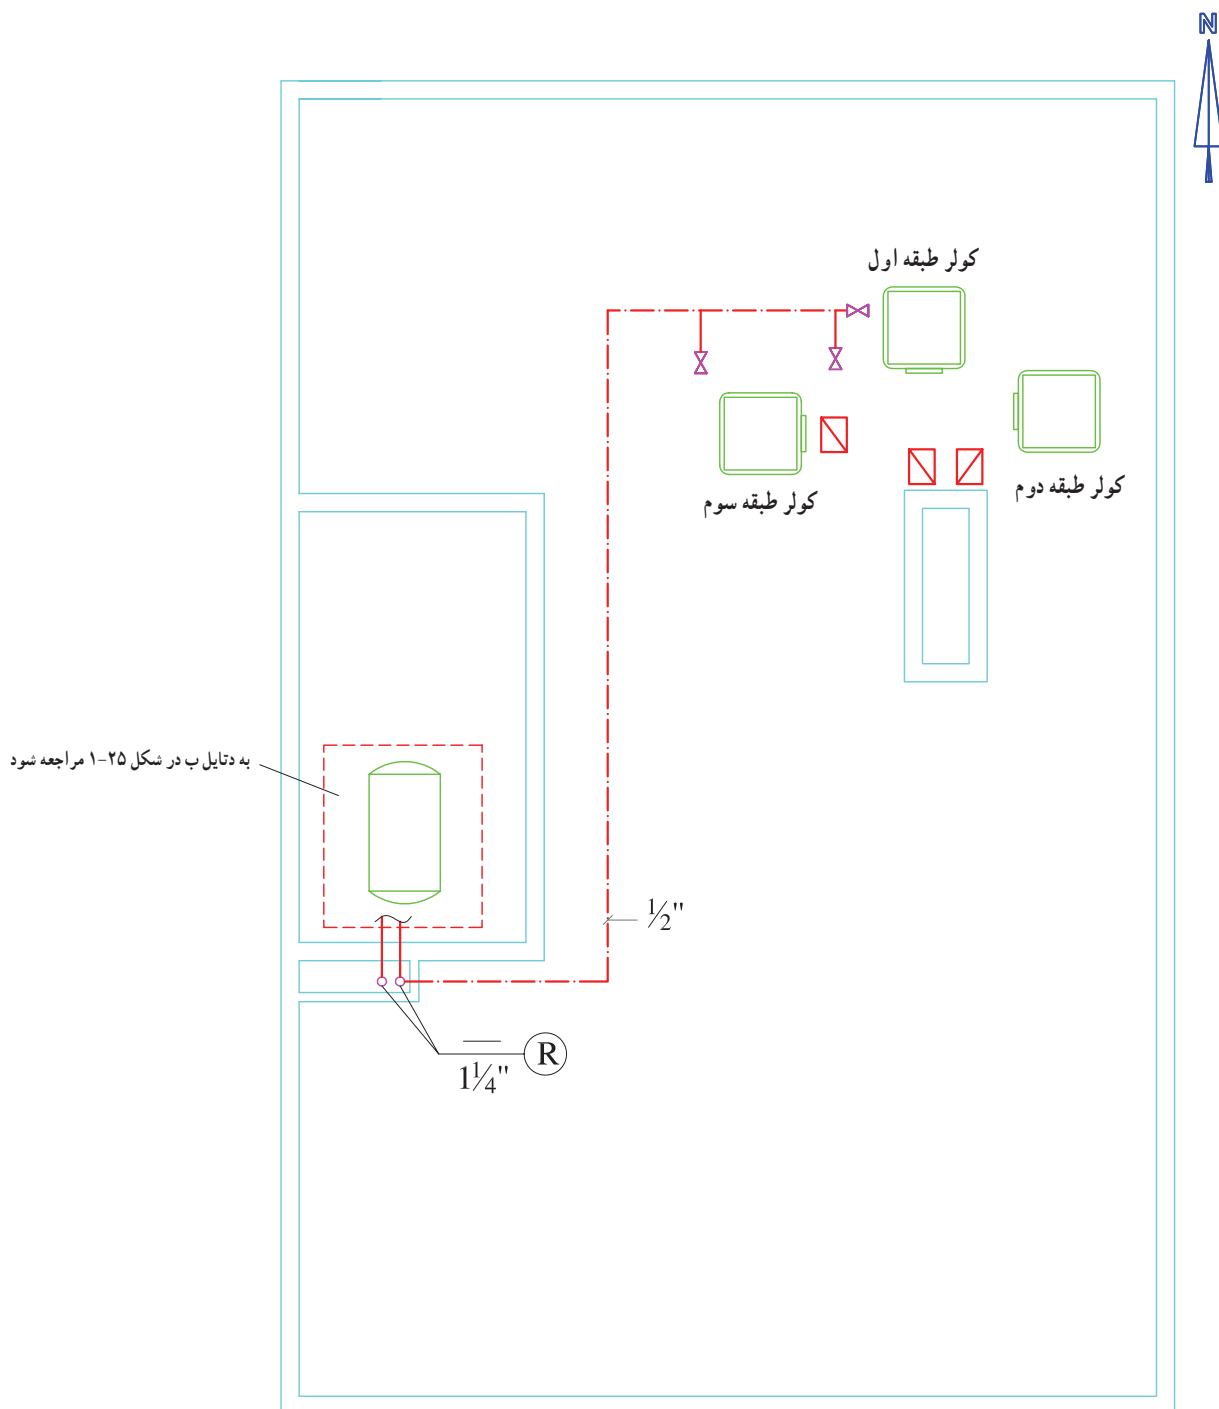 N
کولر طبقه اول
کولر طبقه دوم
کولر طبقه سوم
به دتایل ب در شکل ۲۵-۱ مراجعه شود
½"
1¼"
R